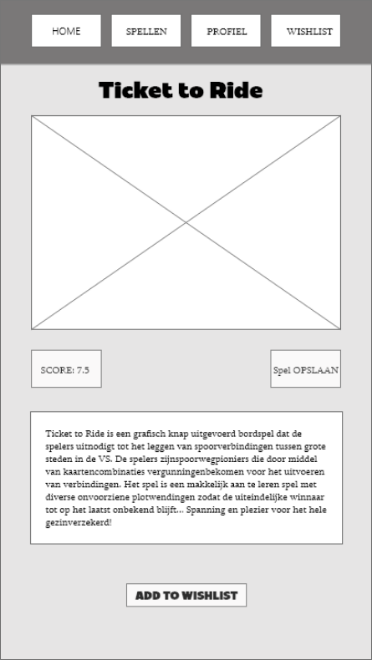 HOME SPELLEN PROFIEL WISHLIST
Ticket to Ride
SCORE: 7.5 Spel OPSLAAN
Ticket to Ride is een grafisch knap uitgevoerd bordspel dat de
spelers uitnodigt tot het leggen van spoorverbindingen tussen grote
steden in de VS. De spelers zijnspoorwegpioniers die door middel
van kaartencombinaties vergunningenbekomen voor het uitvoeren
van verbindingen. Het spel is een makkelijk aan te leren spel met
diverse onvoorziene plotwendingen zodat de uiteindelijke winnaar
tot op het laatst onbekend blijft... Spanning en plezier voor het hele
gezinverzekerd!
ADD TO WISHLIST